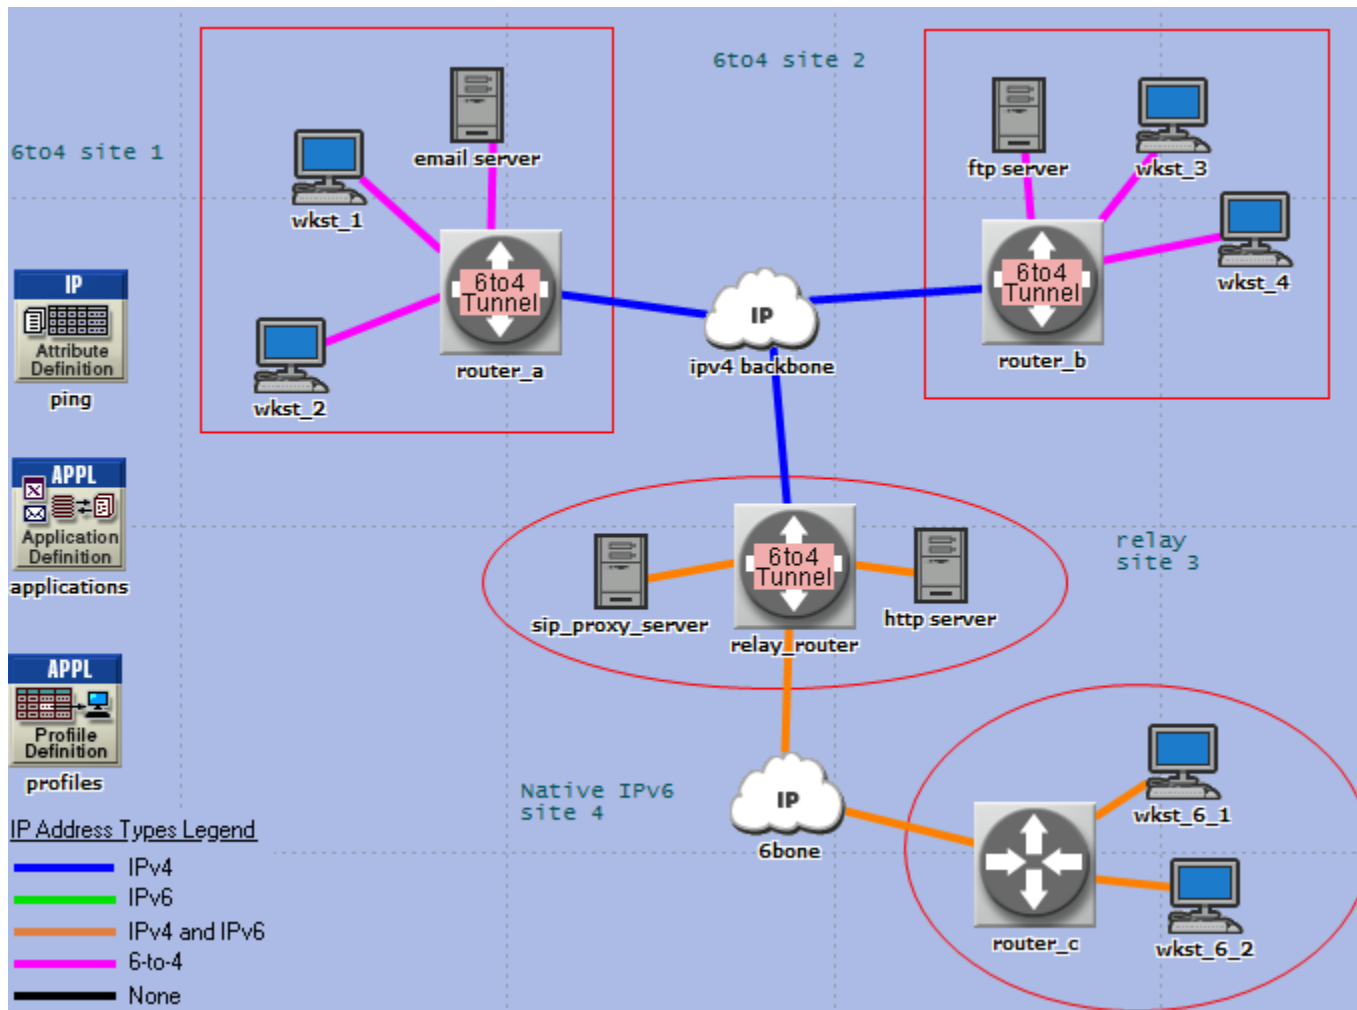 6to4 site 1
email server
wkst_1
wkst_2
6to4
Tunnel
router_a
6to4 site 2
ftp server
wkst_3
wkst_4
6to4
Tunnel
router_b
IP
ipv4 backbone
IP
Attribute
Definition
ping
APPL
Application
Definition
applications
APPL
Profiile
Definition
profiles
sip_proxy_server
6to4
Tunnel
relay_router
http server
relay
site 3
Native IPv6
site 4
IP
6bone
router_c
wkst_6_1
wkst_6_2
IP Address Types Legend
IPv4
IPv6
IPv4 and IPv6
6-to-4
None